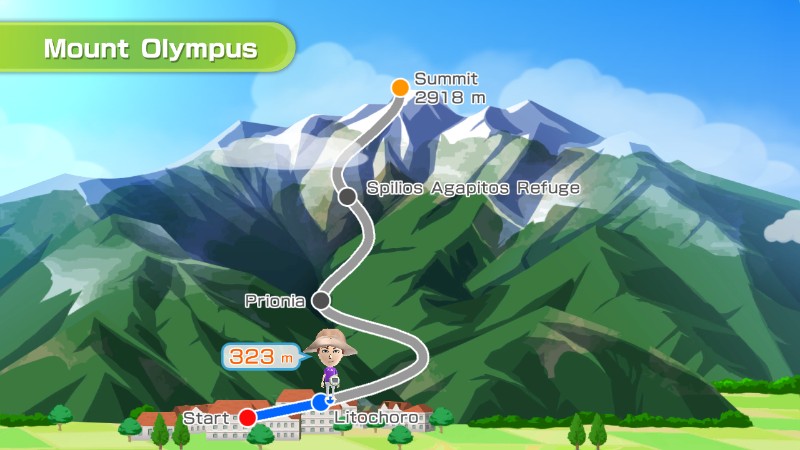 Mount Olympus
Summit
2918 m
Spilios Agapitos Refuge
Prionia
323 m
Start
Litochoro